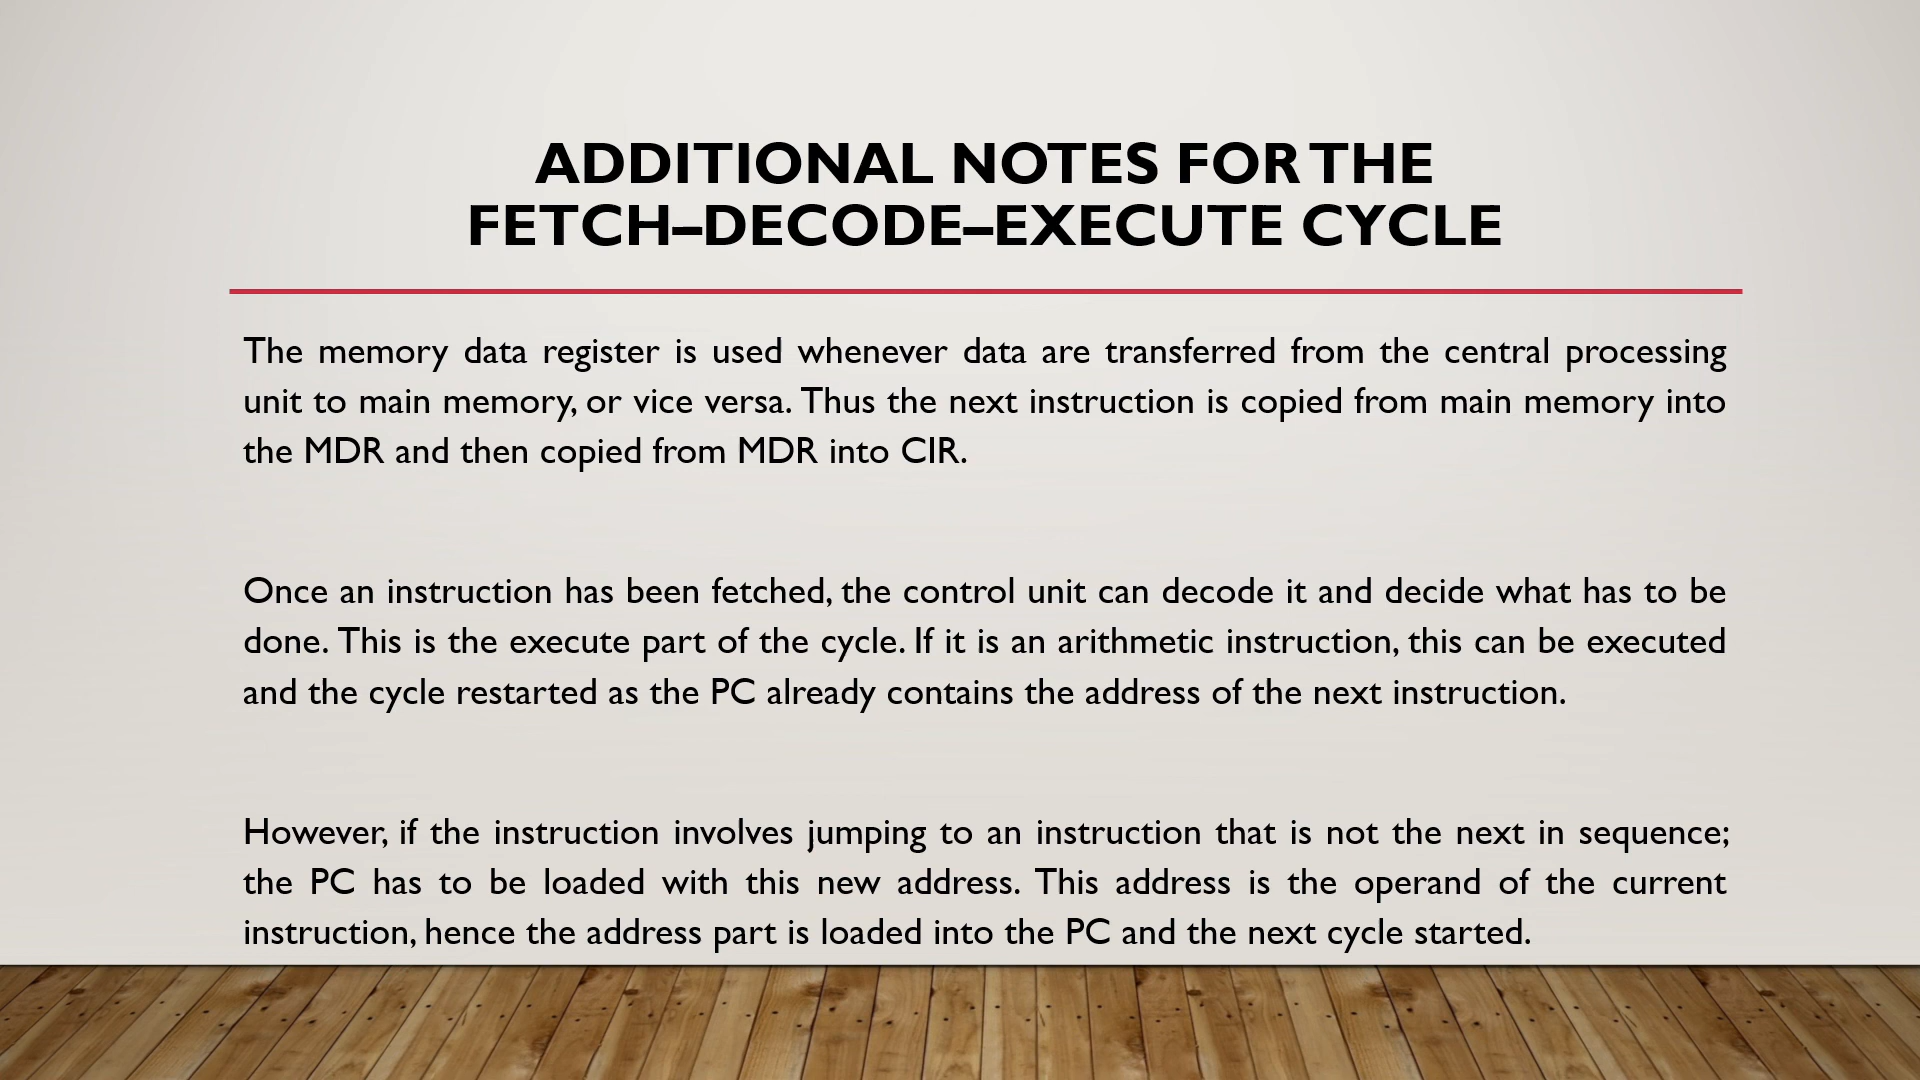 ADDITIONAL NOTES FOR THE
FETCH–DECODE–EXECUTE CYCLE
The memory data register is used whenever data are transferred from the central processing
unit to main memory, or vice versa. Thus the next instruction is copied from main memory into
the MDR and then copied from MDR into CIR.
Once an instruction has been fetched, the control unit can decode it and decide what has to be
done. This is the execute part of the cycle. If it is an arithmetic instruction, this can be executed
and the cycle restarted as the PC already contains the address of the next instruction.
However, if the instruction involves jumping to an instruction that is not the next in sequence;
the PC has to be loaded with this new address. This address is the operand of the current
instruction, hence the address part is loaded into the PC and the next cycle started.